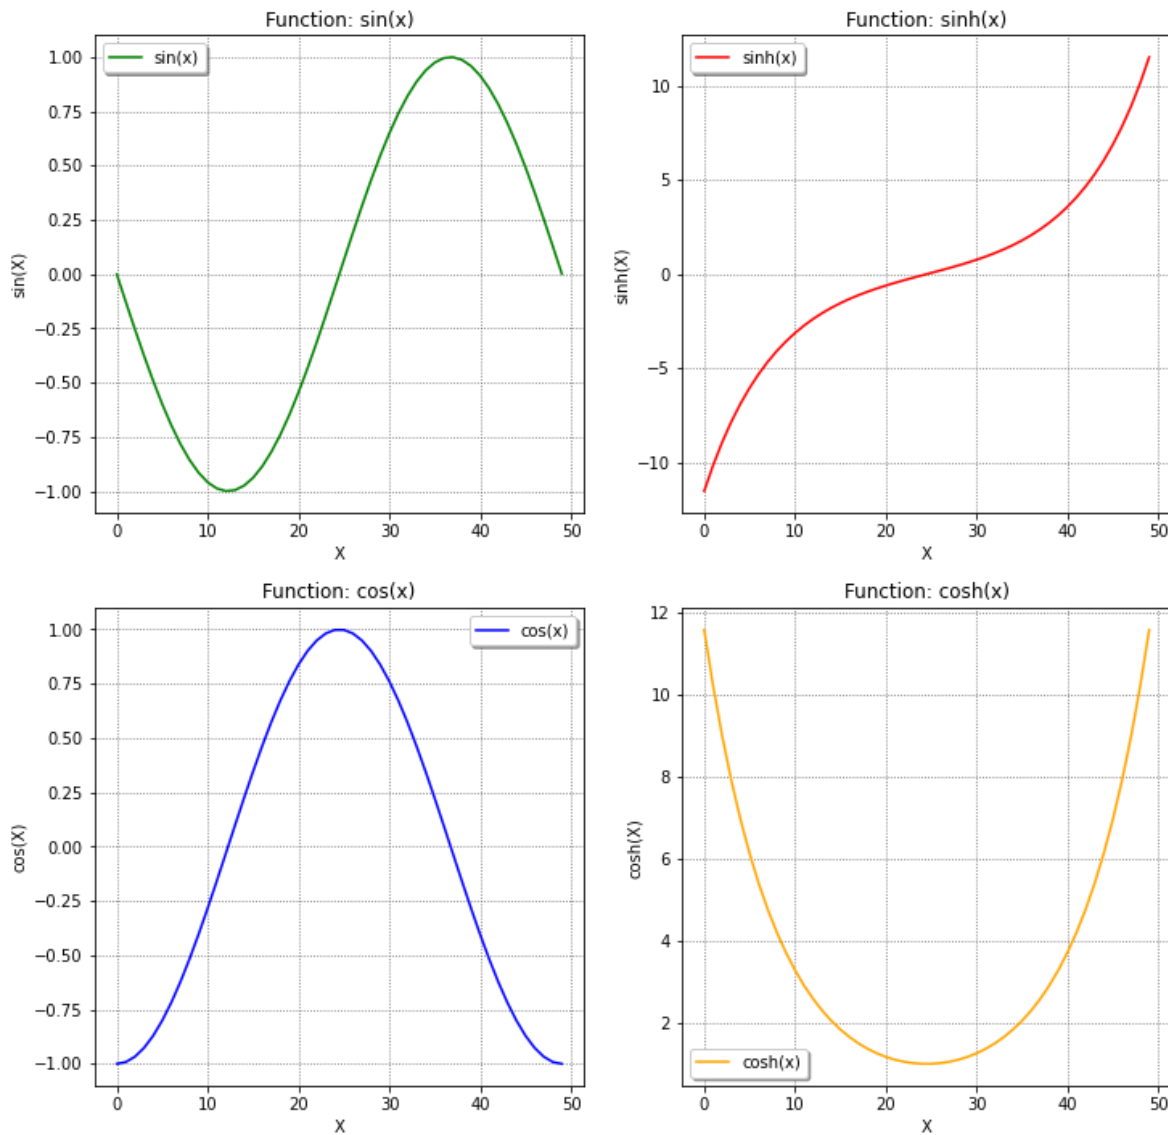 Function: sin(x)
sin(x)
1.00
0.75
0.50
0.25
0.00
−0.25
−0.50
−0.75
−1.00
sin(X)
0 10 20 30 40 50
X
Function: sinh(x)
sinh(x)
10
5
0
−5
−10
sinh(X)
0 10 20 30 40 50
X
Function: cos(x)
cos(x)
1.00
0.75
0.50
0.25
0.00
−0.25
−0.50
−0.75
−1.00
cos(X)
0 10 20 30 40 50
X
Function: cosh(x)
12
10
8
6
4
2
cosh(X)
cosh(x)
0 10 20 30 40 50
X